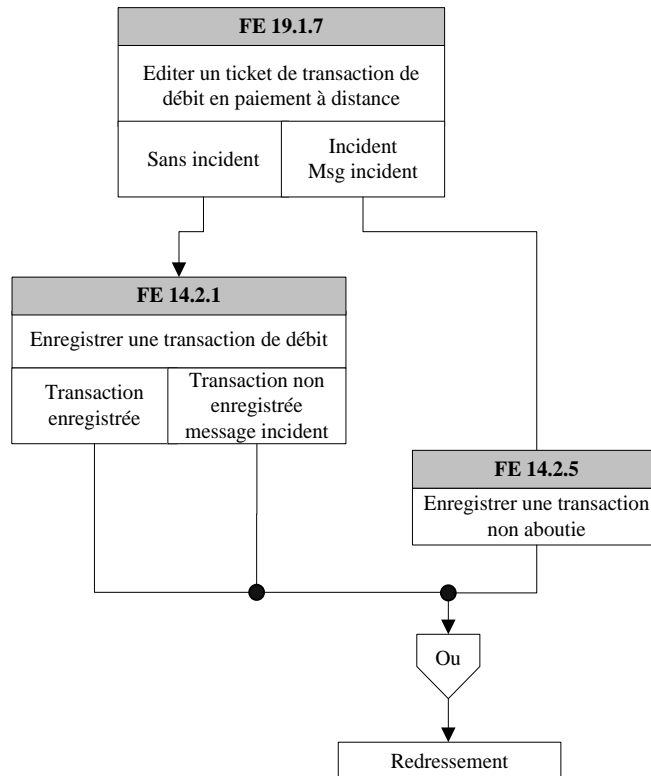 FE 19.1.7
Editer un ticket de transaction de
débit en paiement à distance
Sans incident
Incident
Msg incident
FE 14.2.1
Enregistrer une transaction de débit
Transaction
enregistrée
Transaction non
enregistrée
message incident
FE 14.2.5
Enregistrer une transaction
non aboutie
Ou
Redressement